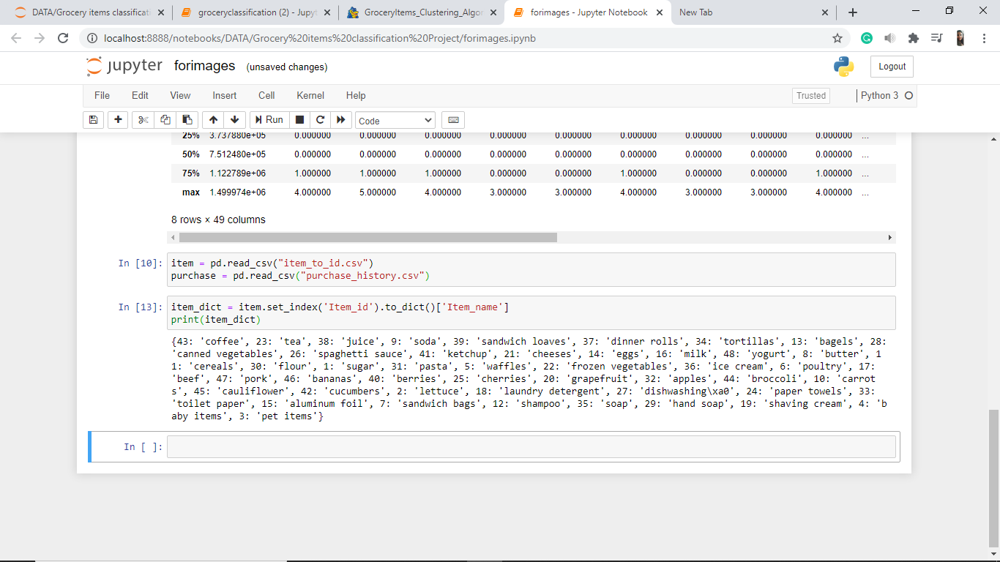 DATA/Grocery items classificati
groceryclassification (2) - Jupyt
GroceryItems_Clustering_Algor
forimages - Jupyter Notebook
New Tab
localhost:8888/notebooks/DATA/Grocery%20items%20classification%20Project/forimages.ipynb
jupyter forimages (unsaved changes)
Logout
File Edit View Insert Cell Kernel Help
Trusted
Python 3
Run
Code
25% 3.737880e+05 0.000000 0.000000 0.000000 0.000000 0.000000 0.000000 0.000000 0.000000 0.000000 ...
50% 7.512480e+05 0.000000 0.000000 0.000000 0.000000 0.000000 0.000000 0.000000 0.000000 0.000000 ...
75% 1.122789e+06 1.000000 1.000000 1.000000 0.000000 0.000000 1.000000 0.000000 0.000000 1.000000 ...
max 1.499974e+06 4.000000 5.000000 4.000000 3.000000 3.000000 4.000000 3.000000 3.000000 4.000000 ...
8 rows × 49 columns
In [10]: item = pd.read_csv("item_to_id.csv")
purchase = pd.read_csv("purchase_history.csv")
In [13]: item_dict = item.set_index('Item_id').to_dict()['Item_name']
print(item_dict)
{43: 'coffee', 23: 'tea', 38: 'juice', 9: 'soda', 39: 'sandwich loaves', 37: 'dinner rolls', 34: 'tortillas', 13: 'bagels', 28:
'canned vegetables', 26: 'spaghetti sauce', 41: 'ketchup', 21: 'cheeses', 14: 'eggs', 16: 'milk', 48: 'yogurt', 8: 'butter', 1
1: 'cereals', 30: 'flour', 1: 'sugar', 31: 'pasta', 5: 'waffles', 22: 'frozen vegetables', 36: 'ice cream', 6: 'poultry', 17:
'beef', 47: 'pork', 46: 'bananas', 40: 'berries', 25: 'cherries', 20: 'grapefruit', 32: 'apples', 44: 'broccoli', 10: 'carrot
s', 45: 'cauliflower', 42: 'cucumbers', 2: 'lettuce', 18: 'laundry detergent', 27: 'dishwashing\xa0', 24: 'paper towels', 33:
'toilet paper', 15: 'aluminum foil', 7: 'sandwich bags', 12: 'shampoo', 35: 'soap', 29: 'hand soap', 19: 'shaving cream', 4: 'b
aby items', 3: 'pet items'}
In [ ]: